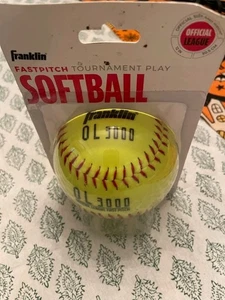 Franklin
FASTPITCH TOURNAMENT PLAY
SOFTBALL
OFFICIAL
LEAGUE
Franklin
OL 3000
OL 3000